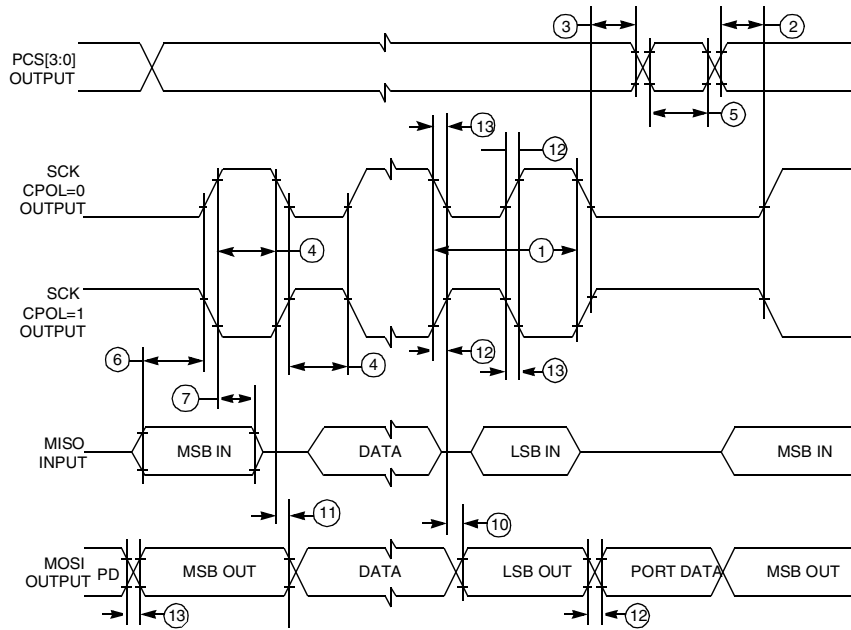 3
2
PCS[3:0]
OUTPUT
5
13
12
SCK
CPOL=0
OUTPUT
4
1
SCK
CPOL=1
OUTPUT
6
4
12
13
7
MISO
INPUT
MSB IN
DATA
LSB IN
MSB IN
11
10
MOSI
OUTPUT
PD
MSB OUT
DATA
LSB OUT
PORT DATA
MSB OUT
13
12